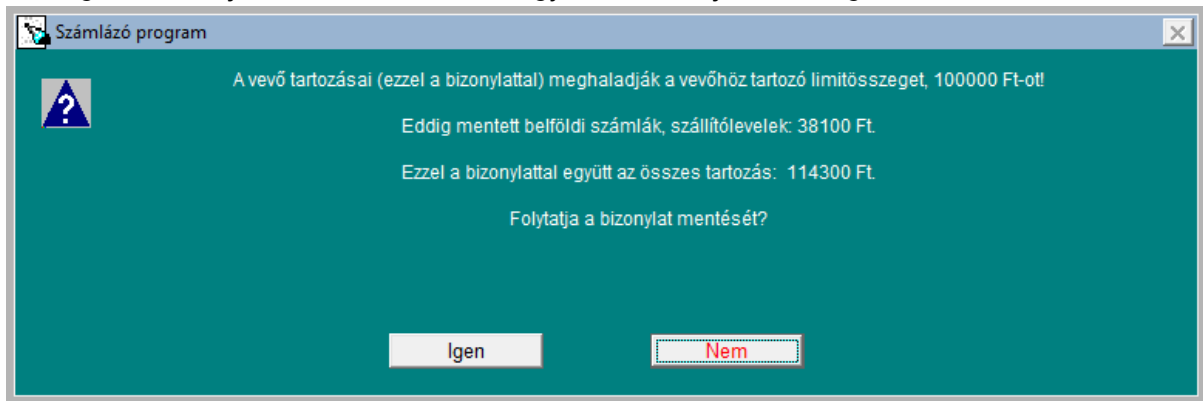 Számlázó program
A vevő tartozásai (ezzel a bizonylattal) meghaladják a vevőhöz tartozó limitösszeget, 100000 Ft-ot!
Eddig mentett belföldi számlák, szállítólevelek: 38100 Ft.
Ezzel a bizonylattal együtt az összes tartozás: 114300 Ft.
Folytatja a bizonylat mentését?
Igen
Nem